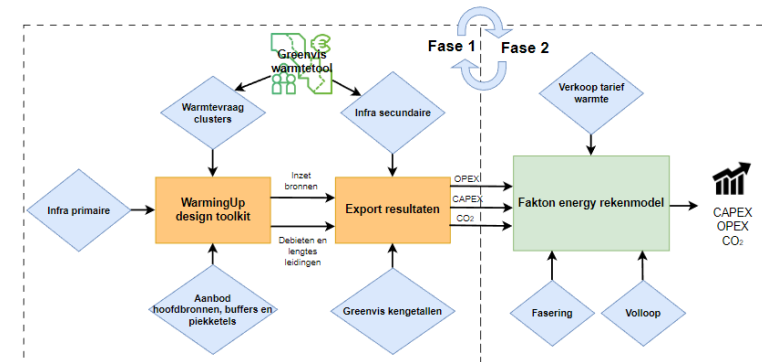 Fase 1
Fase 2
Greenvis
warmtetool
Warmtevraag
clusters
Infra secundaire
Verkoop tarief
warmte
Infra primaire
WarmingUp
design toolkit
Inzet
bronnen
Debieten en
lengtes
leidingen
Export resultaten
OPEX
CAPEX
CO2
Fakton energy rekenmodel
CAPEX
OPEX
CO2
Aanbod
hoofdbronnen, buffers en
piekketels
Greenvis kengetallen
Fasering
Volloop